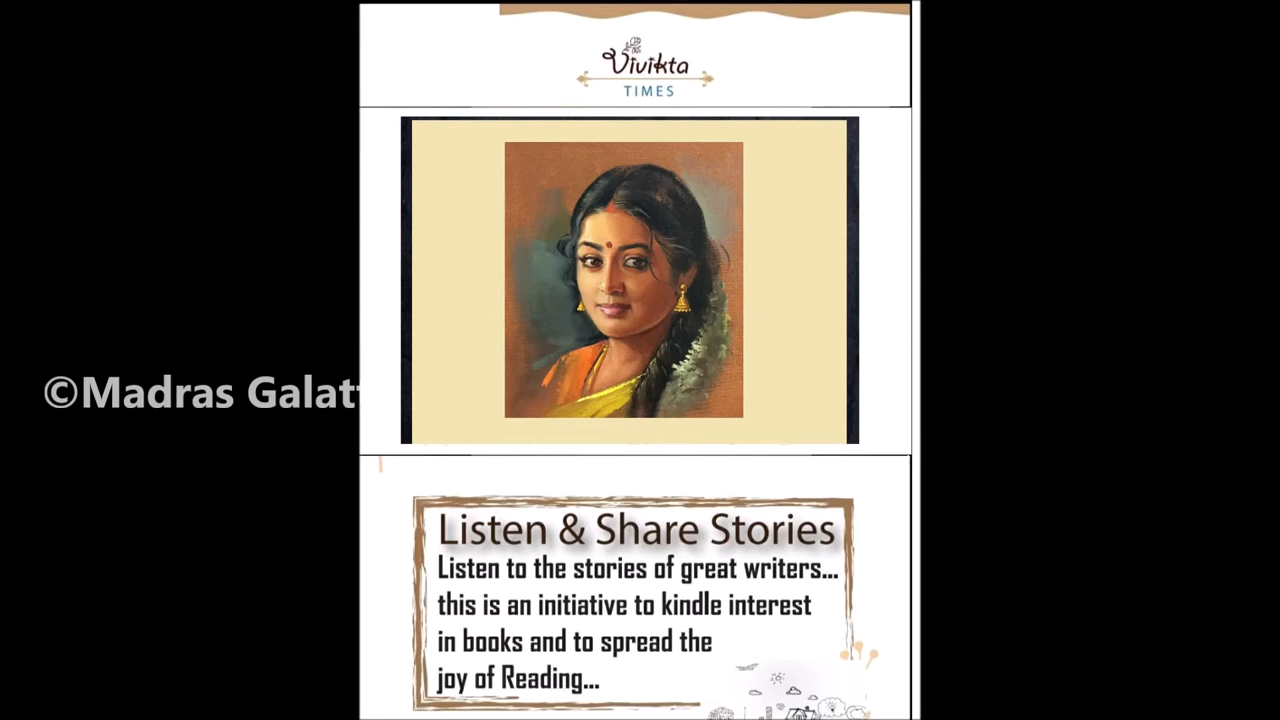 Vivikta
TIMES
©Madras Galat
Listen & Share Stories
Listen to the stories of great writers...
this is an initiative to kindle interest
in books and to spread the
joy of Reading...